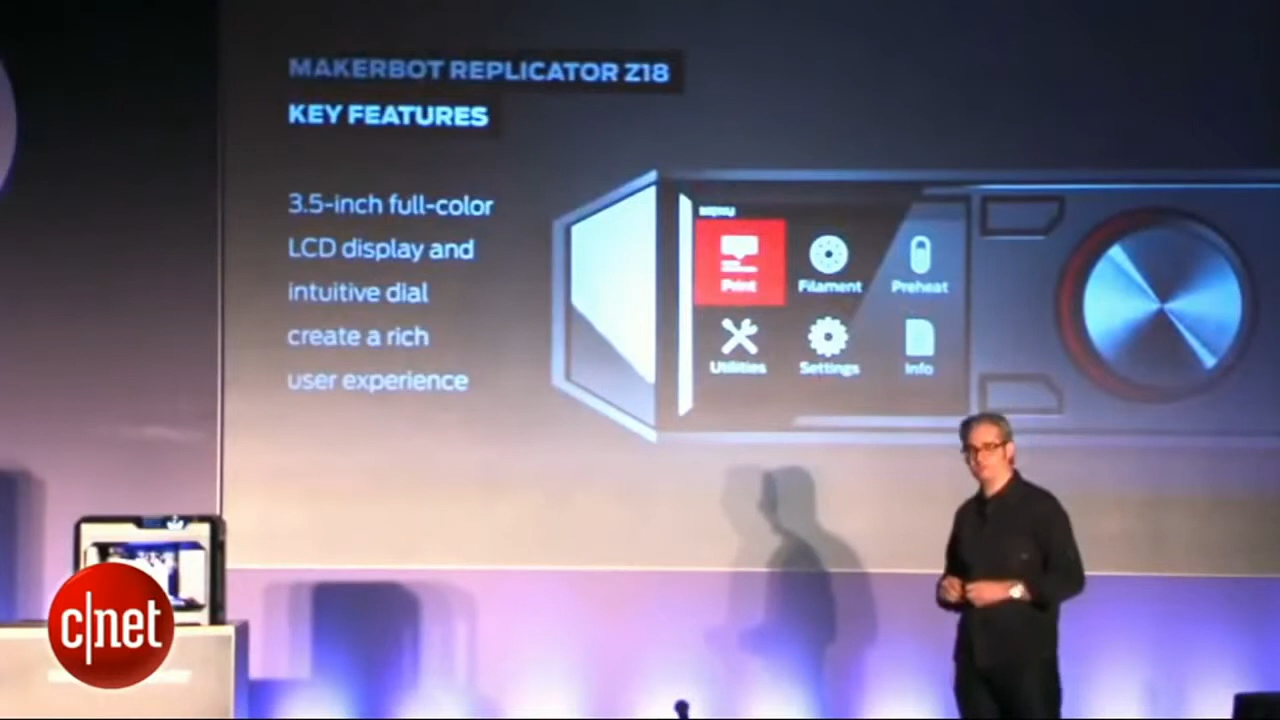 MAKERBOT REPLICATOR Z18
KEY FEATURES
3.5-inch full-color
LCD display and
intuitive dial
create a rich
user experience
MENU
Print
Filament
Preheat
Utilities
Settings
Info
c|net